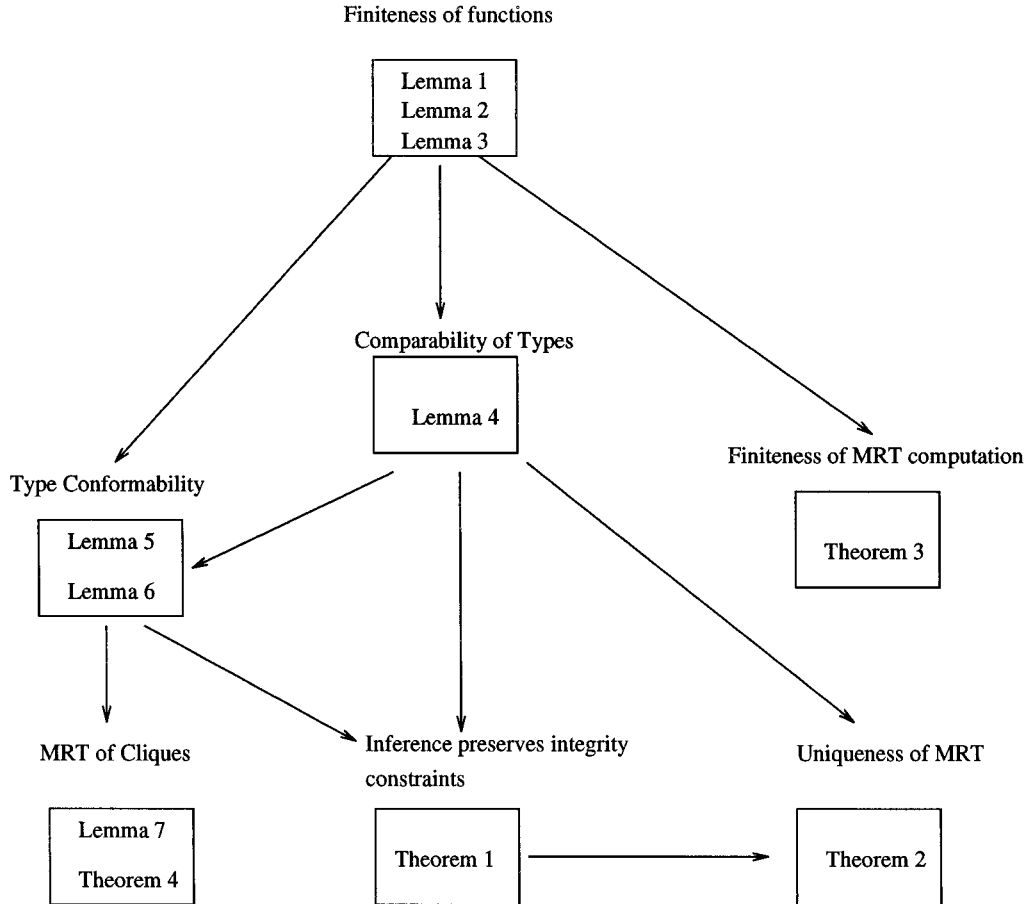 Finiteness of functions
Lemma 1
Lemma 2
Lemma 3
Comparability of Types
Lemma 4
Finiteness of MRT computation
Theorem 3
Type Conformability
Lemma 5
Lemma 6
MRT of Cliques
Lemma 7
Theorem 4
Inference preserves integrity
constraints
Theorem 1
Uniqueness of MRT
Theorem 2